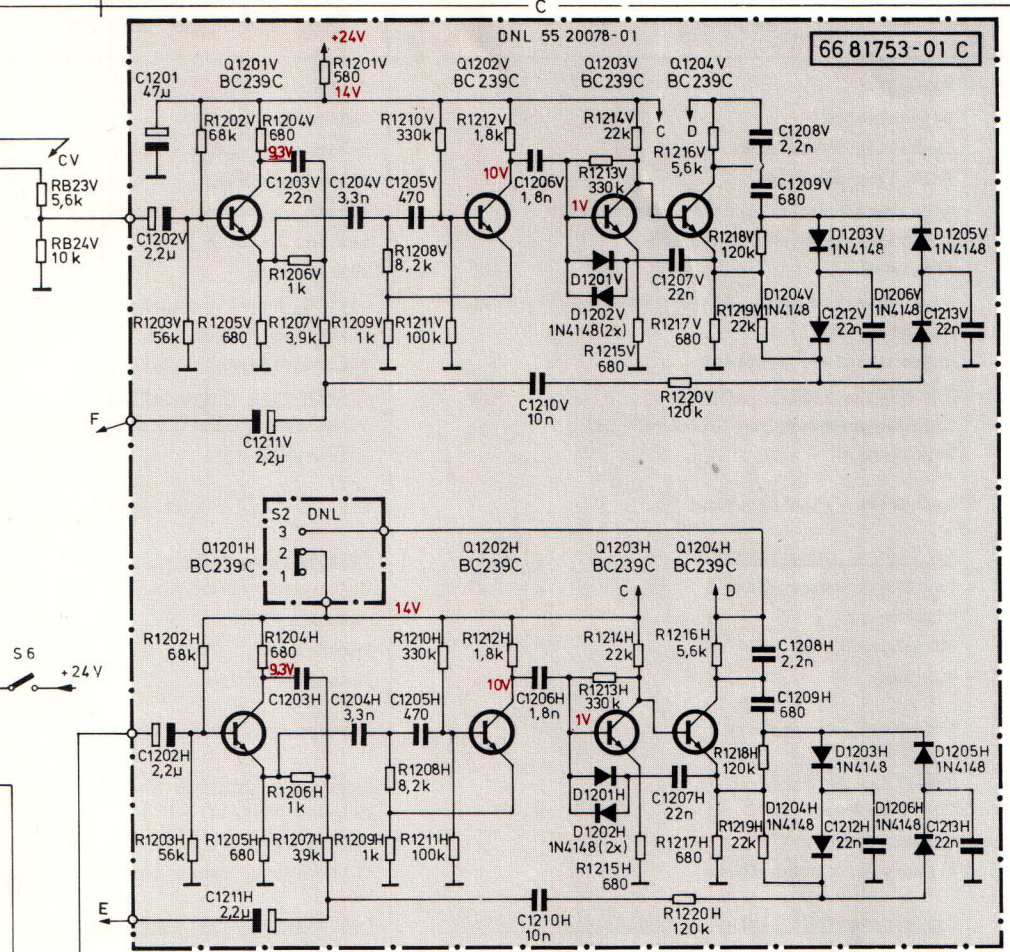 C
DNL 55 20078-01
66 81753-01 C
+24V
R1201V
580
14V
C1201
47µ
Q1201V
BC239C
Q1202V
BC239C
Q1203V
BC239C
Q1204V
BC239C
R1202V
68k
R1204V
680
R1210V
330k
R1212V
1,8k
R1214V
22k
C
D
R1216V
5,6k
C1208V
2,2n
9,3V
C1203V
22n
C1204V
3,3n
C1205V
470
10V
C1206V
1,8n
R1213V
330k
1V
C1209V
680
CV
RB23V
5,6k
RB24V
10k
C1202V
2,2µ
R1206V
1k
R1208V
8,2k
D1201V
D1202V
1N4148(2x)
C1207V
22n
R1218V
120k
D1203V
1N4148
D1205V
1N4148
R1203V
56k
R1205V
680
R1207V
3,9k
R1209V
1k
R1211V
100k
R1215V
680
R1217V
680
R1219V
22k
D1204V
1N4148
C1212V
22n
D1206V
1N4148
C1213V
22n
C1210V
10n
R1220V
120k
F
C1211V
2,2µ
S2 DNL
3
2
1
Q1201H
BC239C
Q1202H
BC239C
Q1203H
BC239C
Q1204H
BC239C
C
D
14V
R1202H
68k
R1204H
680
R1210H
330k
R1212H
1,8k
R1214H
22k
R1216H
5,6k
C1208H
2,2n
S6
+24V
9,3V
C1203H
C1204H
3,3n
C1205H
470
10V
C1206H
1,8n
R1213H
330k
1V
C1209H
680
C1202H
2,2µ
R1206H
1k
R1208H
8,2k
D1201H
D1202H
1N4148(2x)
C1207H
22n
R1218H
120k
D1203H
1N4148
D1205H
1N4148
R1203H
56k
R1205H
680
R1207H
3,9k
R1209H
1k
R1211H
100k
R1215H
680
R1217H
680
R1219H
22k
D1204H
1N4148
C1212H
22n
D1206H
1N4148
C1213H
22n
E
C1211H
2,2µ
C1210H
10n
R1220H
120k